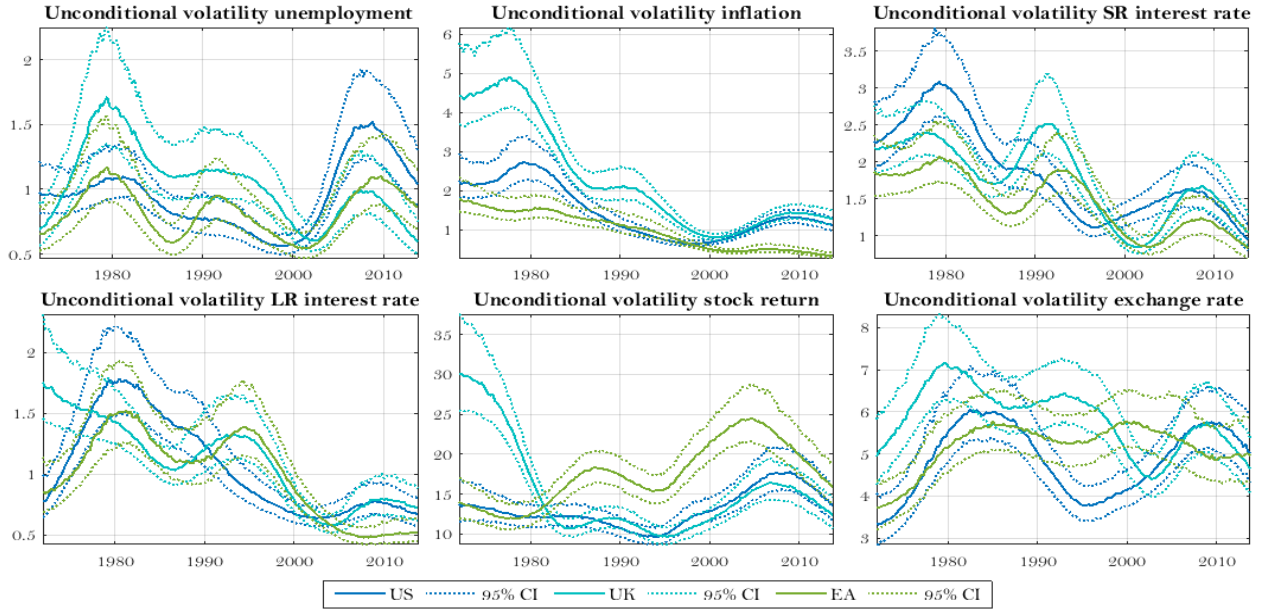 Unconditional volatility unemployment
2
1.5
1
0.5
1980 1990 2000 2010
Unconditional volatility inflation
6
5
4
3
2
1
1980 1990 2000 2010
Unconditional volatility SR interest rate
3.5
3
2.5
2
1.5
1
1980 1990 2000 2010
Unconditional volatility LR interest rate
2
1.5
1
0.5
1980 1990 2000 2010
Unconditional volatility stock return
35
30
25
20
15
10
1980 1990 2000 2010
Unconditional volatility exchange rate
8
7
6
5
4
3
1980 1990 2000 2010
US 95% CI UK 95% CI EA 95% CI